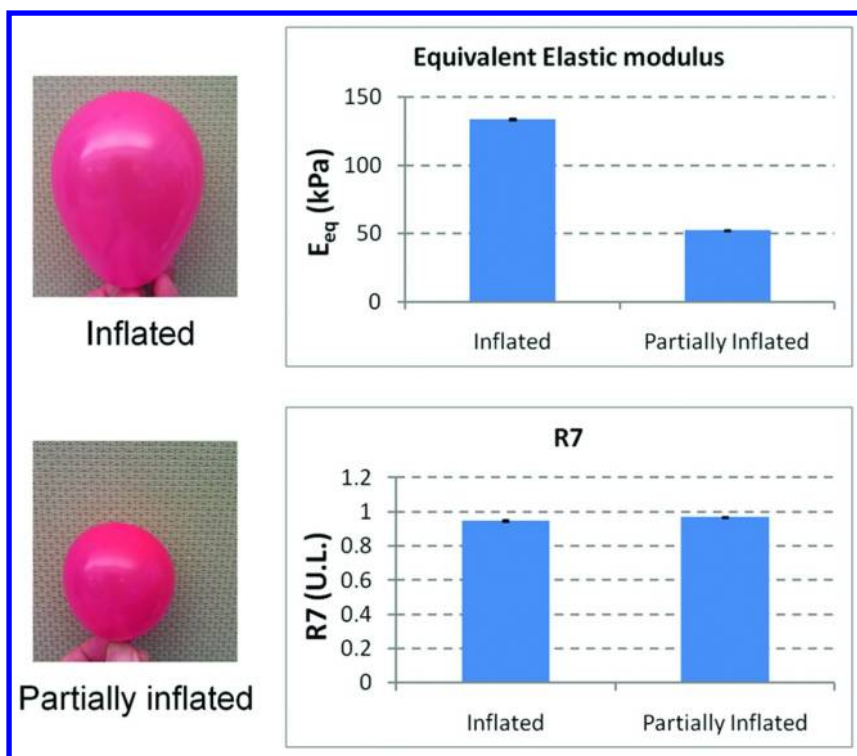 Inflated
Equivalent Elastic modulus
E_eq (kPa)
150
100
50
0
Inflated Partially Inflated
Partially inflated
R7
R7 (U.L.)
1.2
1
0.8
0.6
0.4
0.2
0
Inflated Partially Inflated